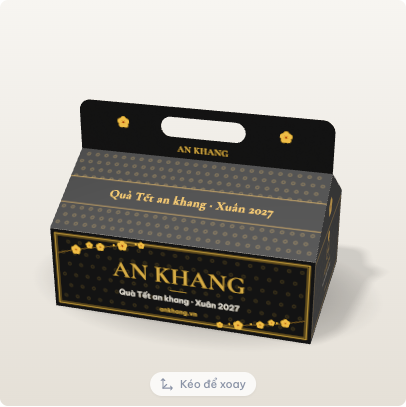 AN KHANG
Quà Tết an khang · Xuân 2027
AN KHANG
Quà Tết an khang · Xuân 2027
ankhang.vn
Kéo để xoay